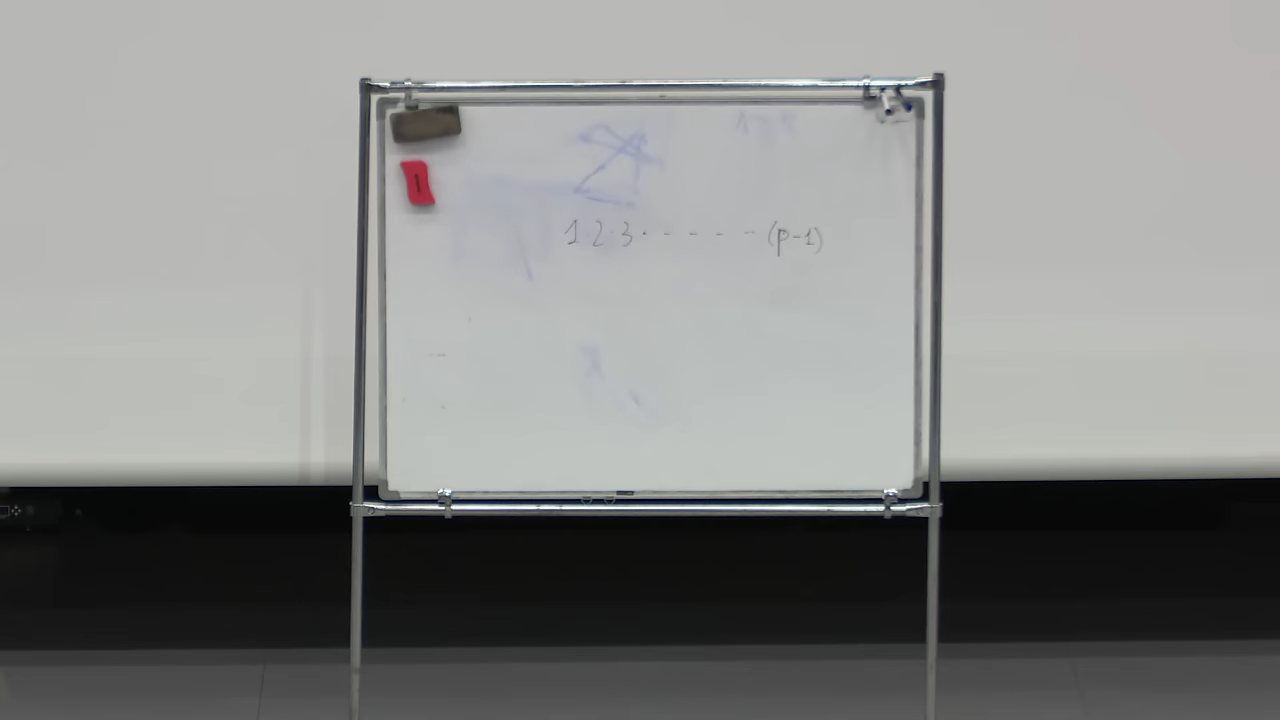 1 2 3 · - - - - (p-1)